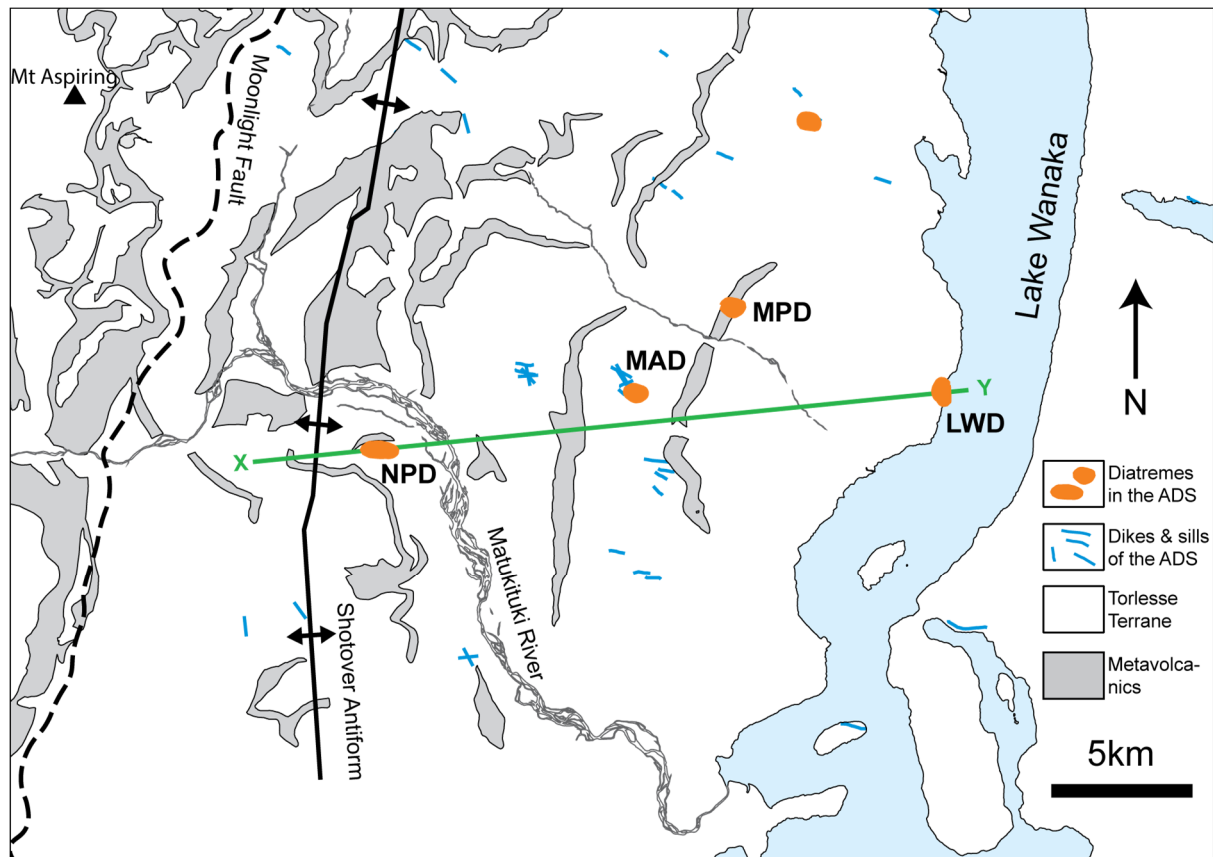 Mt Aspiring
Moonlight Fault
Lake Wanaka
MPD
MAD
N
Y
LWD
X
NPD
Matukituki River
Shotover Antiform
Diatremes
in the ADS
Dikes & sills
of the ADS
Torlesse
Terrane
Metavolca-
nics
5km